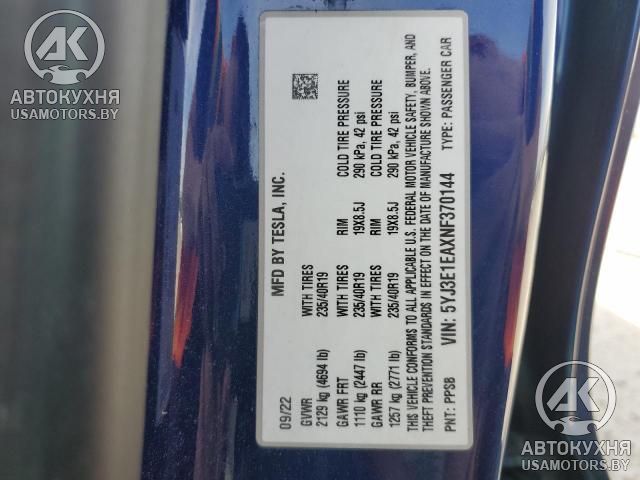 AK
АВТОКУХНЯ
USAMOTORS.BY
MFD BY TESLA, INC.
09/22
GVWR
2129 kg (4694 lb)
GAWR FRT WITH TIRES RIM COLD TIRE PRESSURE
1110 kg (2447 lb) 235/40R19 19X8.5J 290 kPa, 42 psi
GAWR RR WITH TIRES RIM COLD TIRE PRESSURE
1257 kg (2771 lb) 235/40R19 19X8.5J 290 kPa, 42 psi
WITH TIRES
235/40R19
THIS VEHICLE CONFORMS TO ALL APPLICABLE U.S. FEDERAL MOTOR VEHICLE SAFETY, BUMPER, AND
THEFT PREVENTION STANDARDS IN EFFECT ON THE DATE OF MANUFACTURE SHOWN ABOVE.
PNT: PPSB VIN: 5YJ3E1EAXNF370144 TYPE: PASSENGER CAR
AK
АВТОКУХНЯ
USAMOTORS.BY